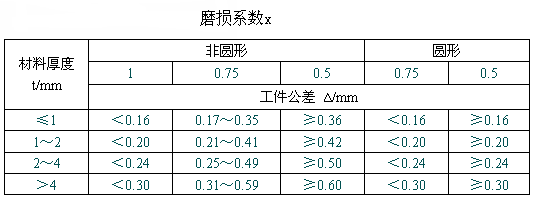 磨损系数x
材料厚度 t/mm 非圆形 圆形
1 0.75 0.5 0.75 0.5
工件公差 Δ/mm
≤1 <0.16 0.17～0.35 ≥0.36 <0.16 ≥0.16
1～2 <0.20 0.21～0.41 ≥0.42 <0.20 ≥0.20
2～4 <0.24 0.25～0.49 ≥0.50 <0.24 ≥0.24
>4 <0.30 0.31～0.59 ≥0.60 <0.30 ≥0.30